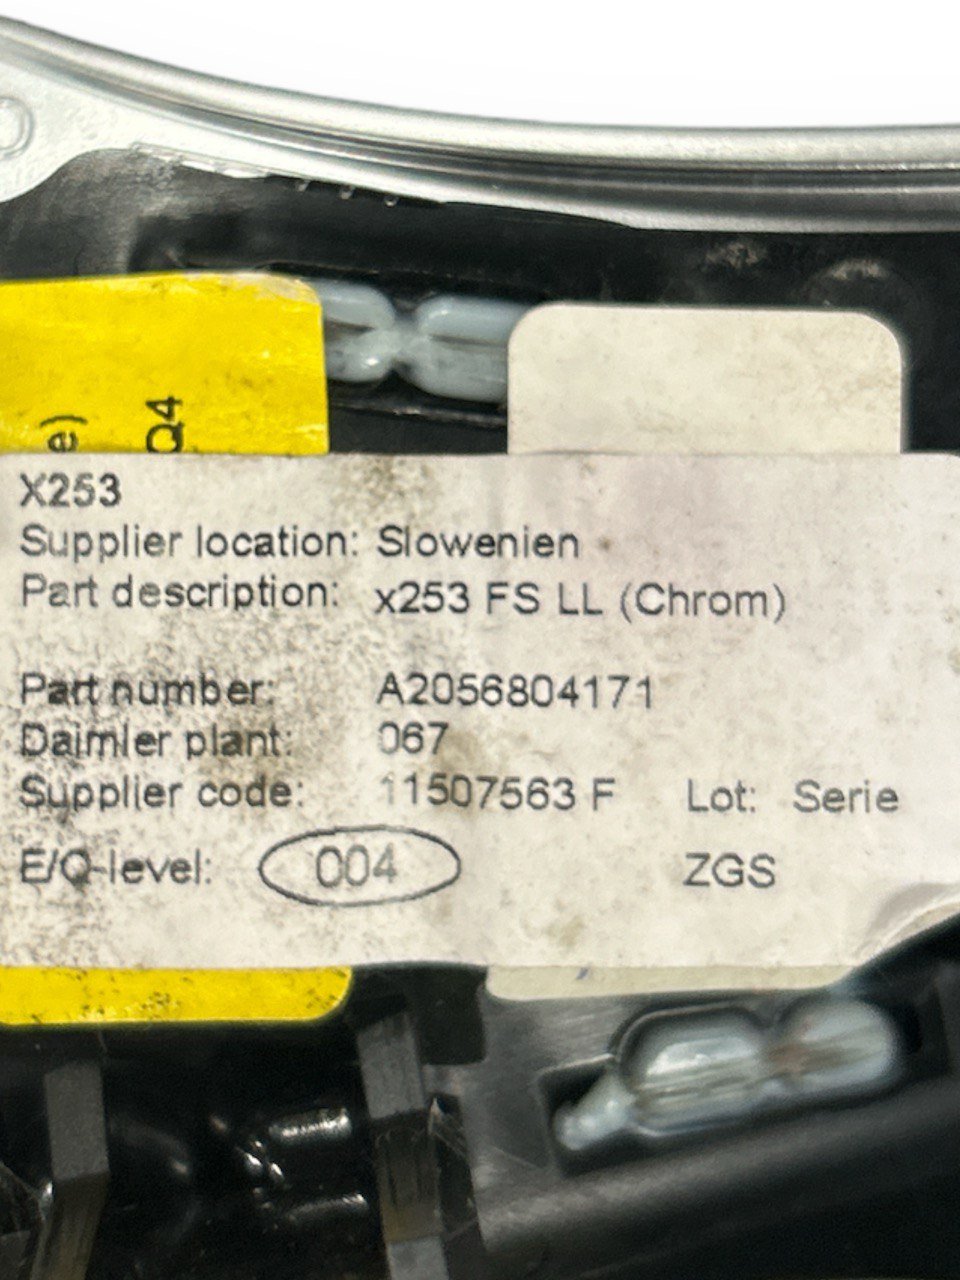 e)
Q4
X253
Supplier location: Slowenien
Part description: x253 FS LL (Chrom)
Part number: A2056804171
Daimler plant: 067
Supplier code: 11507563 F Lot: Serie
E/Q-level: 004 ZGS